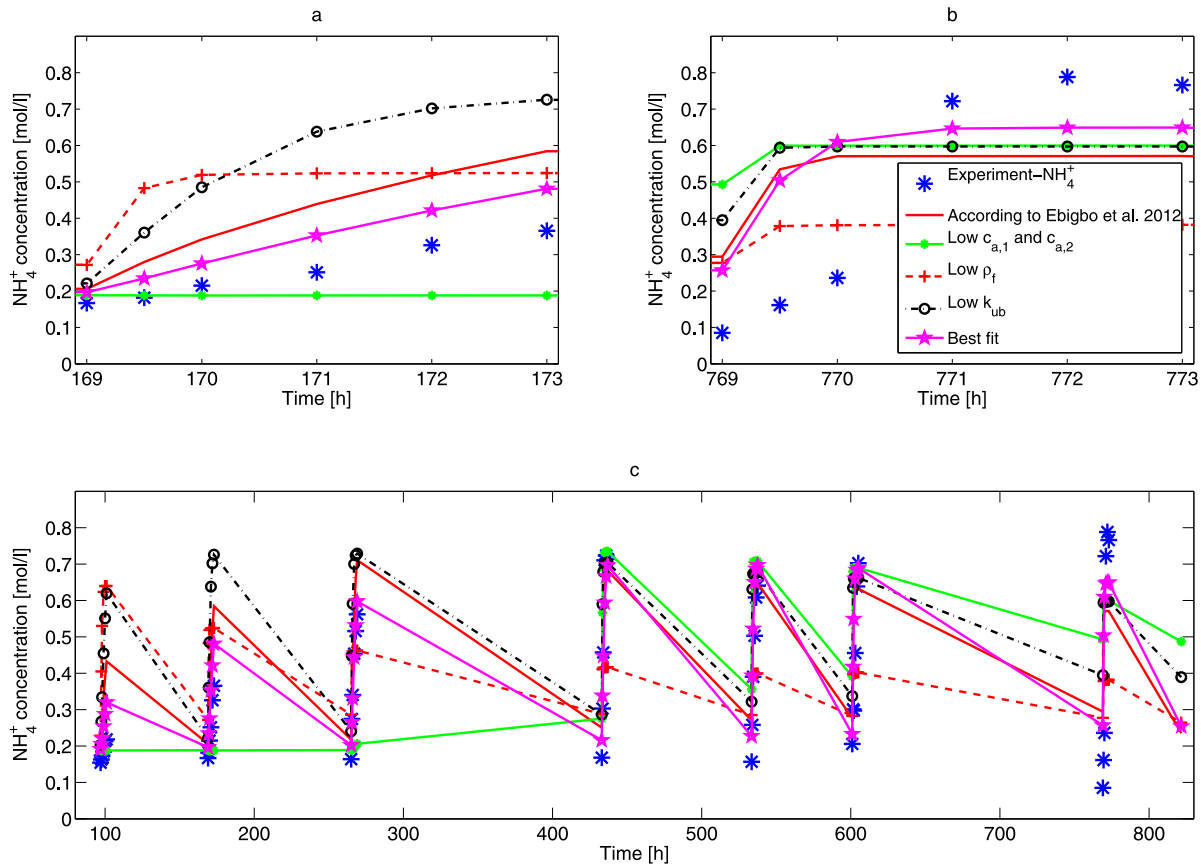 a
NH₄⁺ concentration [mol/l]
0.8
0.7
0.6
0.5
0.4
0.3
0.2
0.1
0
169 170 171 172 173
Time [h]
b
NH₄⁺ concentration [mol/l]
0.8
0.7
0.6
0.5
0.4
0.3
0.2
0.1
0
769 770 771 772 773
Time [h]
Experiment–NH₄⁺
According to Ebigbo et al. 2012
Low c_a,1 and c_a,2
Low ρ_f
Low k_ub
Best fit
c
NH₄⁺ concentration [mol/l]
0.8
0.7
0.6
0.5
0.4
0.3
0.2
0.1
0
100 200 300 400 500 600 700 800
Time [h]